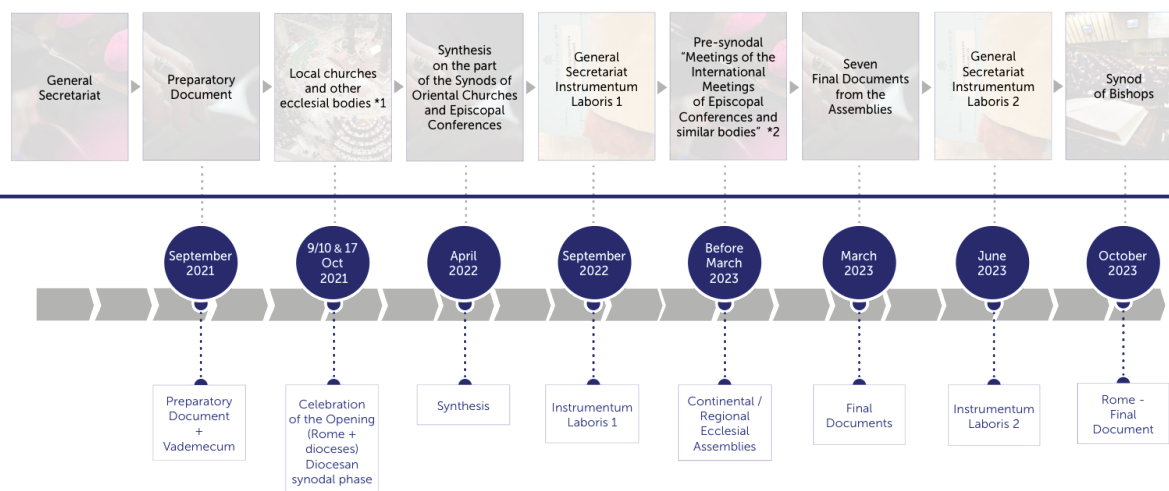 General
Secretariat
Preparatory
Document
Local churches
and other
ecclesial bodies *1
Synthesis
on the part
of the Synods of
Oriental Churches
and Episcopal
Conferences
General
Secretariat
Instrumentum
Laboris 1
Pre-synodal
“Meetings of the
International
Meetings
of Episcopal
Conferences and
similar bodies” *2
Seven
Final Documents
from the
Assemblies
General
Secretariat
Instrumentum
Laboris 2
Synod
of Bishops
September
2021
9/10 & 17
Oct
2021
April
2022
September
2022
Before
March
2023
March
2023
June
2023
October
2023
Preparatory
Document
+
Vademecum
Celebration
of the Opening
(Rome +
dioceses)
Diocesan
synodal phase
Synthesis
Instrumentum
Laboris 1
Continental /
Regional
Ecclesial
Assemblies
Final
Documents
Instrumentum
Laboris 2
Rome -
Final
Document